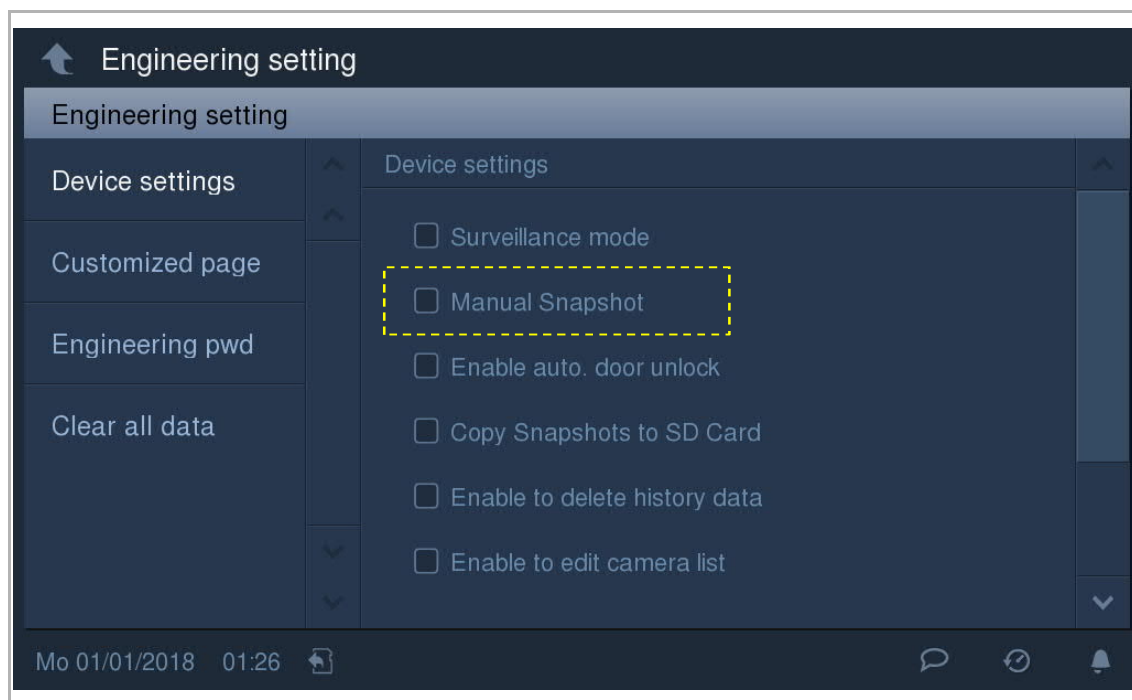 Engineering setting
Engineering setting
Device settings
Customized page
Engineering pwd
Clear all data
Device settings
Surveillance mode
Manual Snapshot
Enable auto. door unlock
Copy Snapshots to SD Card
Enable to delete history data
Enable to edit camera list
Mo 01/01/2018 01:26